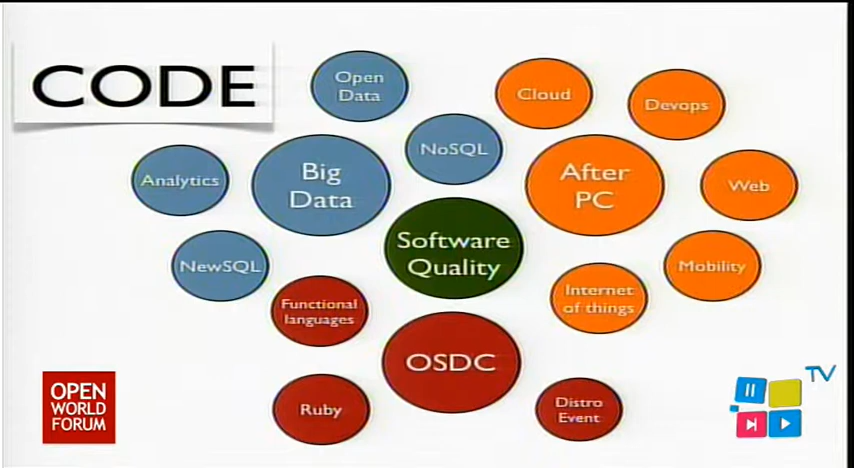 CODE
Open
Data
Cloud
Devops
NoSQL
Analytics
Big
Data
After
PC
Web
Software
Quality
NewSQL
Mobility
Functional
languages
Internet
of things
OSDC
Ruby
Distro
Event
OPEN
WORLD
FORUM
TV